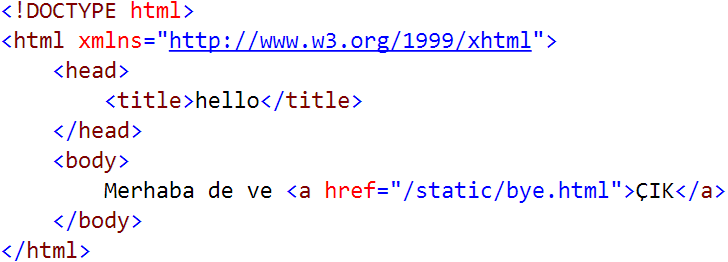 <!DOCTYPE html>
<html xmlns="http://www.w3.org/1999/xhtml">
    <head>
        <title>hello</title>
    </head>
    <body>
        Merhaba de ve <a href="/static/bye.html">ÇIK</a>
    </body>
</html>